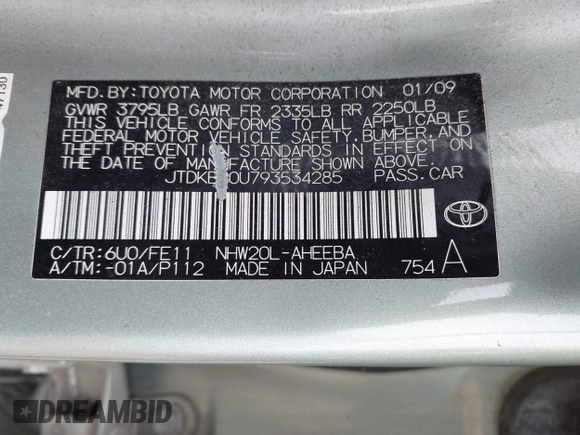 MFD. BY: TOYOTA MOTOR CORPORATION 01/09
GVWR 3795LB GAWR FR 2335LB RR 2250LB
THIS VEHICLE CONFORMS TO ALL APPLICABLE
FEDERAL MOTOR VEHICLE SAFETY, BUMPER, AND
THEFT PREVENTION STANDARDS IN EFFECT ON
THE DATE OF MANUFACTURE SHOWN ABOVE.
PASS. CAR
C/TR: 6U0/FE11 NHW20L-AHEEBA
A/TM: -01A/P112 MADE IN JAPAN 754 A
TOYOTA
DREAMBID